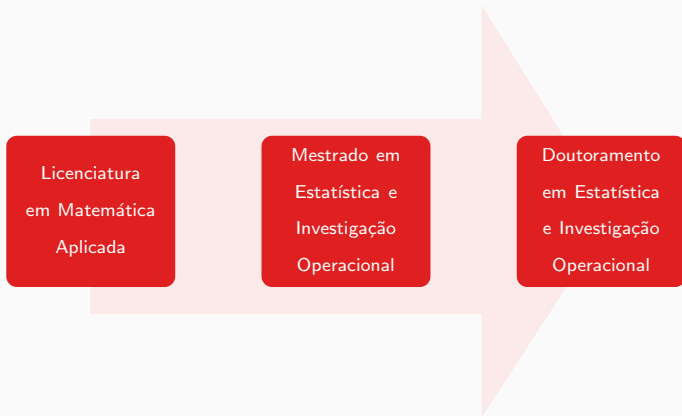 Licenciatura
em Matemática
Aplicada
Mestrado em
Estatística e
Investigação
Operacional
Doutoramento
em Estatística
e Investigação
Operacional